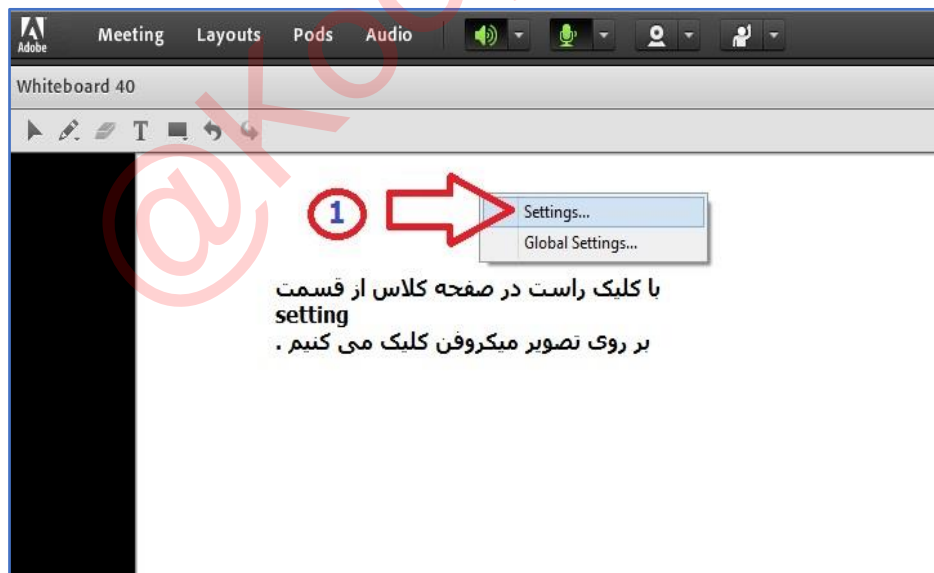 Adobe Meeting Layouts Pods Audio
Whiteboard 40
T
1
Settings...
Global Settings...
با کلیک راست در صفحه کلاس از قسمت
setting
بر روی تصویر میکروفن کلیک می کنیم .